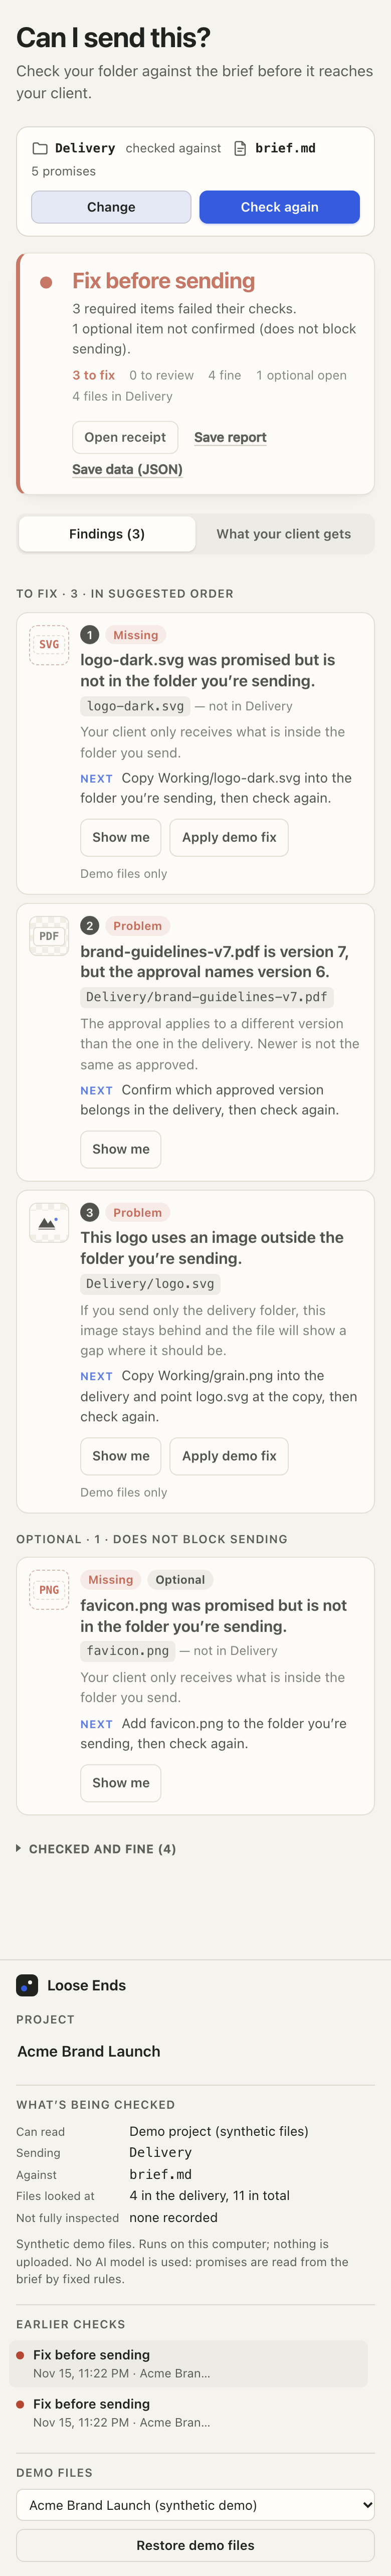 Can I send this?
Check your folder against the brief before it reaches
your client.
Delivery checked against brief.md
5 promises
Change
Check again
Fix before sending
3 required items failed their checks.
1 optional item not confirmed (does not block
sending).
3 to fix 0 to review 4 fine 1 optional open
4 files in Delivery
Open receipt
Save report
Save data (JSON)
Findings (3)
What your client gets
TO FIX · 3 · IN SUGGESTED ORDER
SVG
1 Missing
logo-dark.svg was promised but is
not in the folder you’re sending.
logo-dark.svg — not in Delivery
Your client only receives what is inside the
folder you send.
NEXT Copy Working/logo-dark.svg into the
folder you’re sending, then check again.
Show me
Apply demo fix
Demo files only
PDF
2 Problem
brand-guidelines-v7.pdf is version 7,
but the approval names version 6.
Delivery/brand-guidelines-v7.pdf
The approval applies to a different version
than the one in the delivery. Newer is not the
same as approved.
NEXT Confirm which approved version
belongs in the delivery, then check again.
Show me
3 Problem
This logo uses an image outside the
folder you’re sending.
Delivery/logo.svg
If you send only the delivery folder, this
image stays behind and the file will show a
gap where it should be.
NEXT Copy Working/grain.png into the
delivery and point logo.svg at the copy, then
check again.
Show me
Apply demo fix
Demo files only
OPTIONAL · 1 · DOES NOT BLOCK SENDING
PNG
Missing Optional
favicon.png was promised but is not
in the folder you’re sending.
favicon.png — not in Delivery
Your client only receives what is inside the
folder you send.
NEXT Add favicon.png to the folder you’re
sending, then check again.
Show me
CHECKED AND FINE (4)
Loose Ends
PROJECT
Acme Brand Launch
WHAT’S BEING CHECKED
Can read Demo project (synthetic files)
Sending Delivery
Against brief.md
Files looked at 4 in the delivery, 11 in total
Not fully inspected none recorded
Synthetic demo files. Runs on this computer; nothing is
uploaded. No AI model is used: promises are read from the
brief by fixed rules.
EARLIER CHECKS
Fix before sending
Nov 15, 11:22 PM · Acme Bran...
Fix before sending
Nov 15, 11:22 PM · Acme Bran...
DEMO FILES
Acme Brand Launch (synthetic demo)
Restore demo files